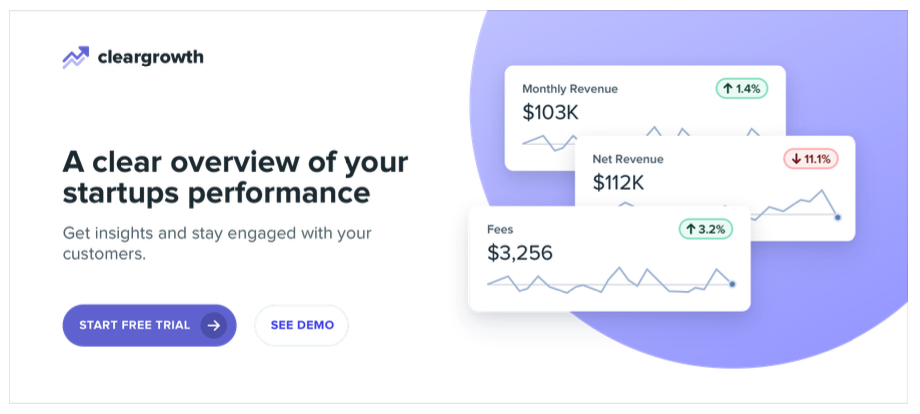 cleargrowth
A clear overview of your
startups performance
Get insights and stay engaged with your
customers.
START FREE TRIAL
SEE DEMO
Monthly Revenue
↑ 1.4%
$103K
Net Revenue
↓ 11.1%
$112K
Fees
↑ 3.2%
$3,256